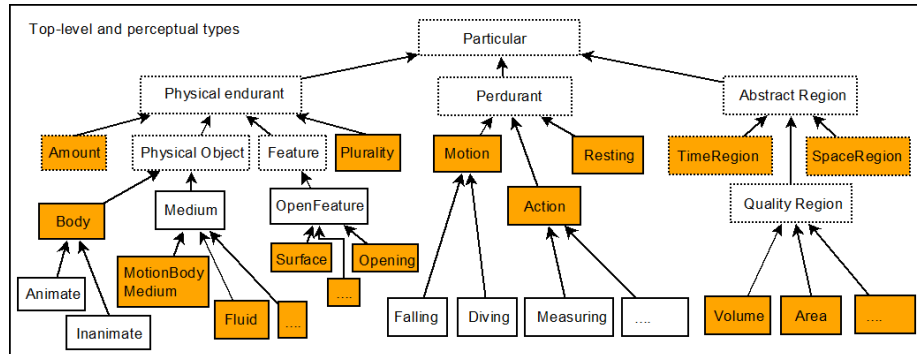 Top-level and perceptual types
Particular
Physical endurant
Perdurant
Abstract Region
Amount
Physical Object
Feature
Plurality
Motion
Resting
TimeRegion
SpaceRegion
Body
Medium
OpenFeature
Action
Quality Region
Surface
Opening
MotionBody
Medium
Fluid
....
....
Animate
Inanimate
Falling
Diving
Measuring
....
Volume
Area
....